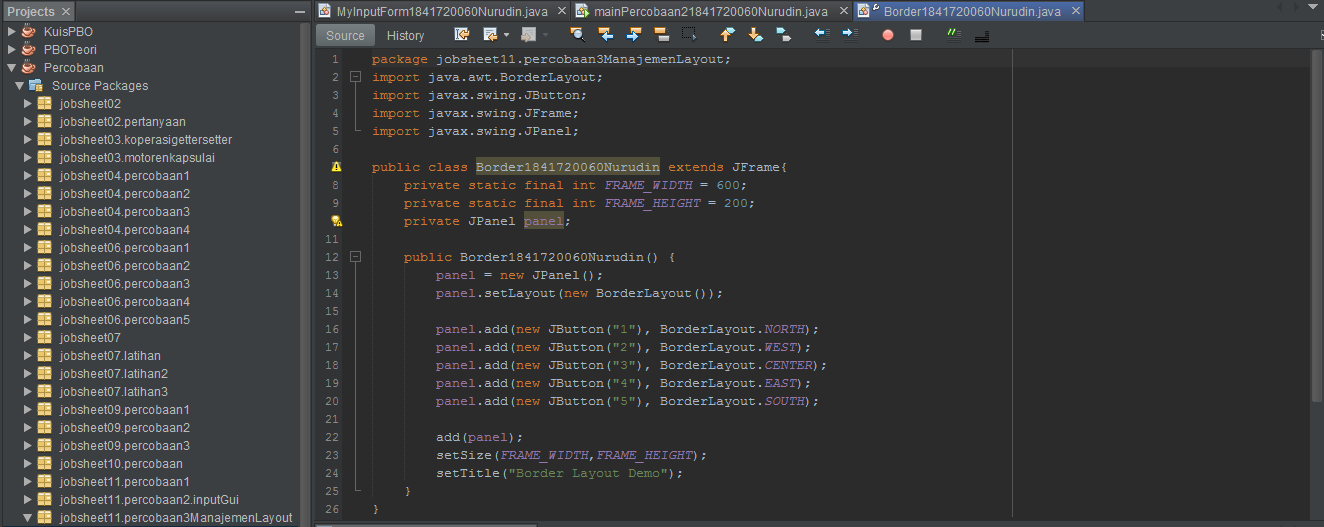 Projects
KuisPBO
PBOTeori
Percobaan
Source Packages
jobsheet02
jobsheet02.pertanyaan
jobsheet03.koperasigettersetter
jobsheet03.motorenkapsulai
jobsheet04.percobaan1
jobsheet04.percobaan2
jobsheet04.percobaan3
jobsheet04.percobaan4
jobsheet06.percobaan1
jobsheet06.percobaan2
jobsheet06.percobaan3
jobsheet06.percobaan4
jobsheet06.percobaan5
jobsheet07
jobsheet07.latihan
jobsheet07.latihan2
jobsheet07.latihan3
jobsheet09.percobaan1
jobsheet09.percobaan2
jobsheet09.percobaan3
jobsheet10.percobaan
jobsheet11.percobaan1
jobsheet11.percobaan2.inputGui
jobsheet11.percobaan3ManajemenLayout
MyInputForm1841720060Nurudin.java mainPercobaan21841720060Nurudin.java Border1841720060Nurudin.java
Source History
1 package jobsheet11.percobaan3ManajemenLayout;
2 import java.awt.BorderLayout;
3 import javax.swing.JButton;
4 import javax.swing.JFrame;
5 import javax.swing.JPanel;
6
public class Border1841720060Nurudin extends JFrame{
8 private static final int FRAME_WIDTH = 600;
9 private static final int FRAME_HEIGHT = 200;
private JPanel panel;
11
12 public Border1841720060Nurudin() {
13 panel = new JPanel();
14 panel.setLayout(new BorderLayout());
15
16 panel.add(new JButton("1"), BorderLayout.NORTH);
17 panel.add(new JButton("2"), BorderLayout.WEST);
18 panel.add(new JButton("3"), BorderLayout.CENTER);
19 panel.add(new JButton("4"), BorderLayout.EAST);
20 panel.add(new JButton("5"), BorderLayout.SOUTH);
21
22 add(panel);
23 setSize(FRAME_WIDTH,FRAME_HEIGHT);
24 setTitle("Border Layout Demo");
25 }
26 }